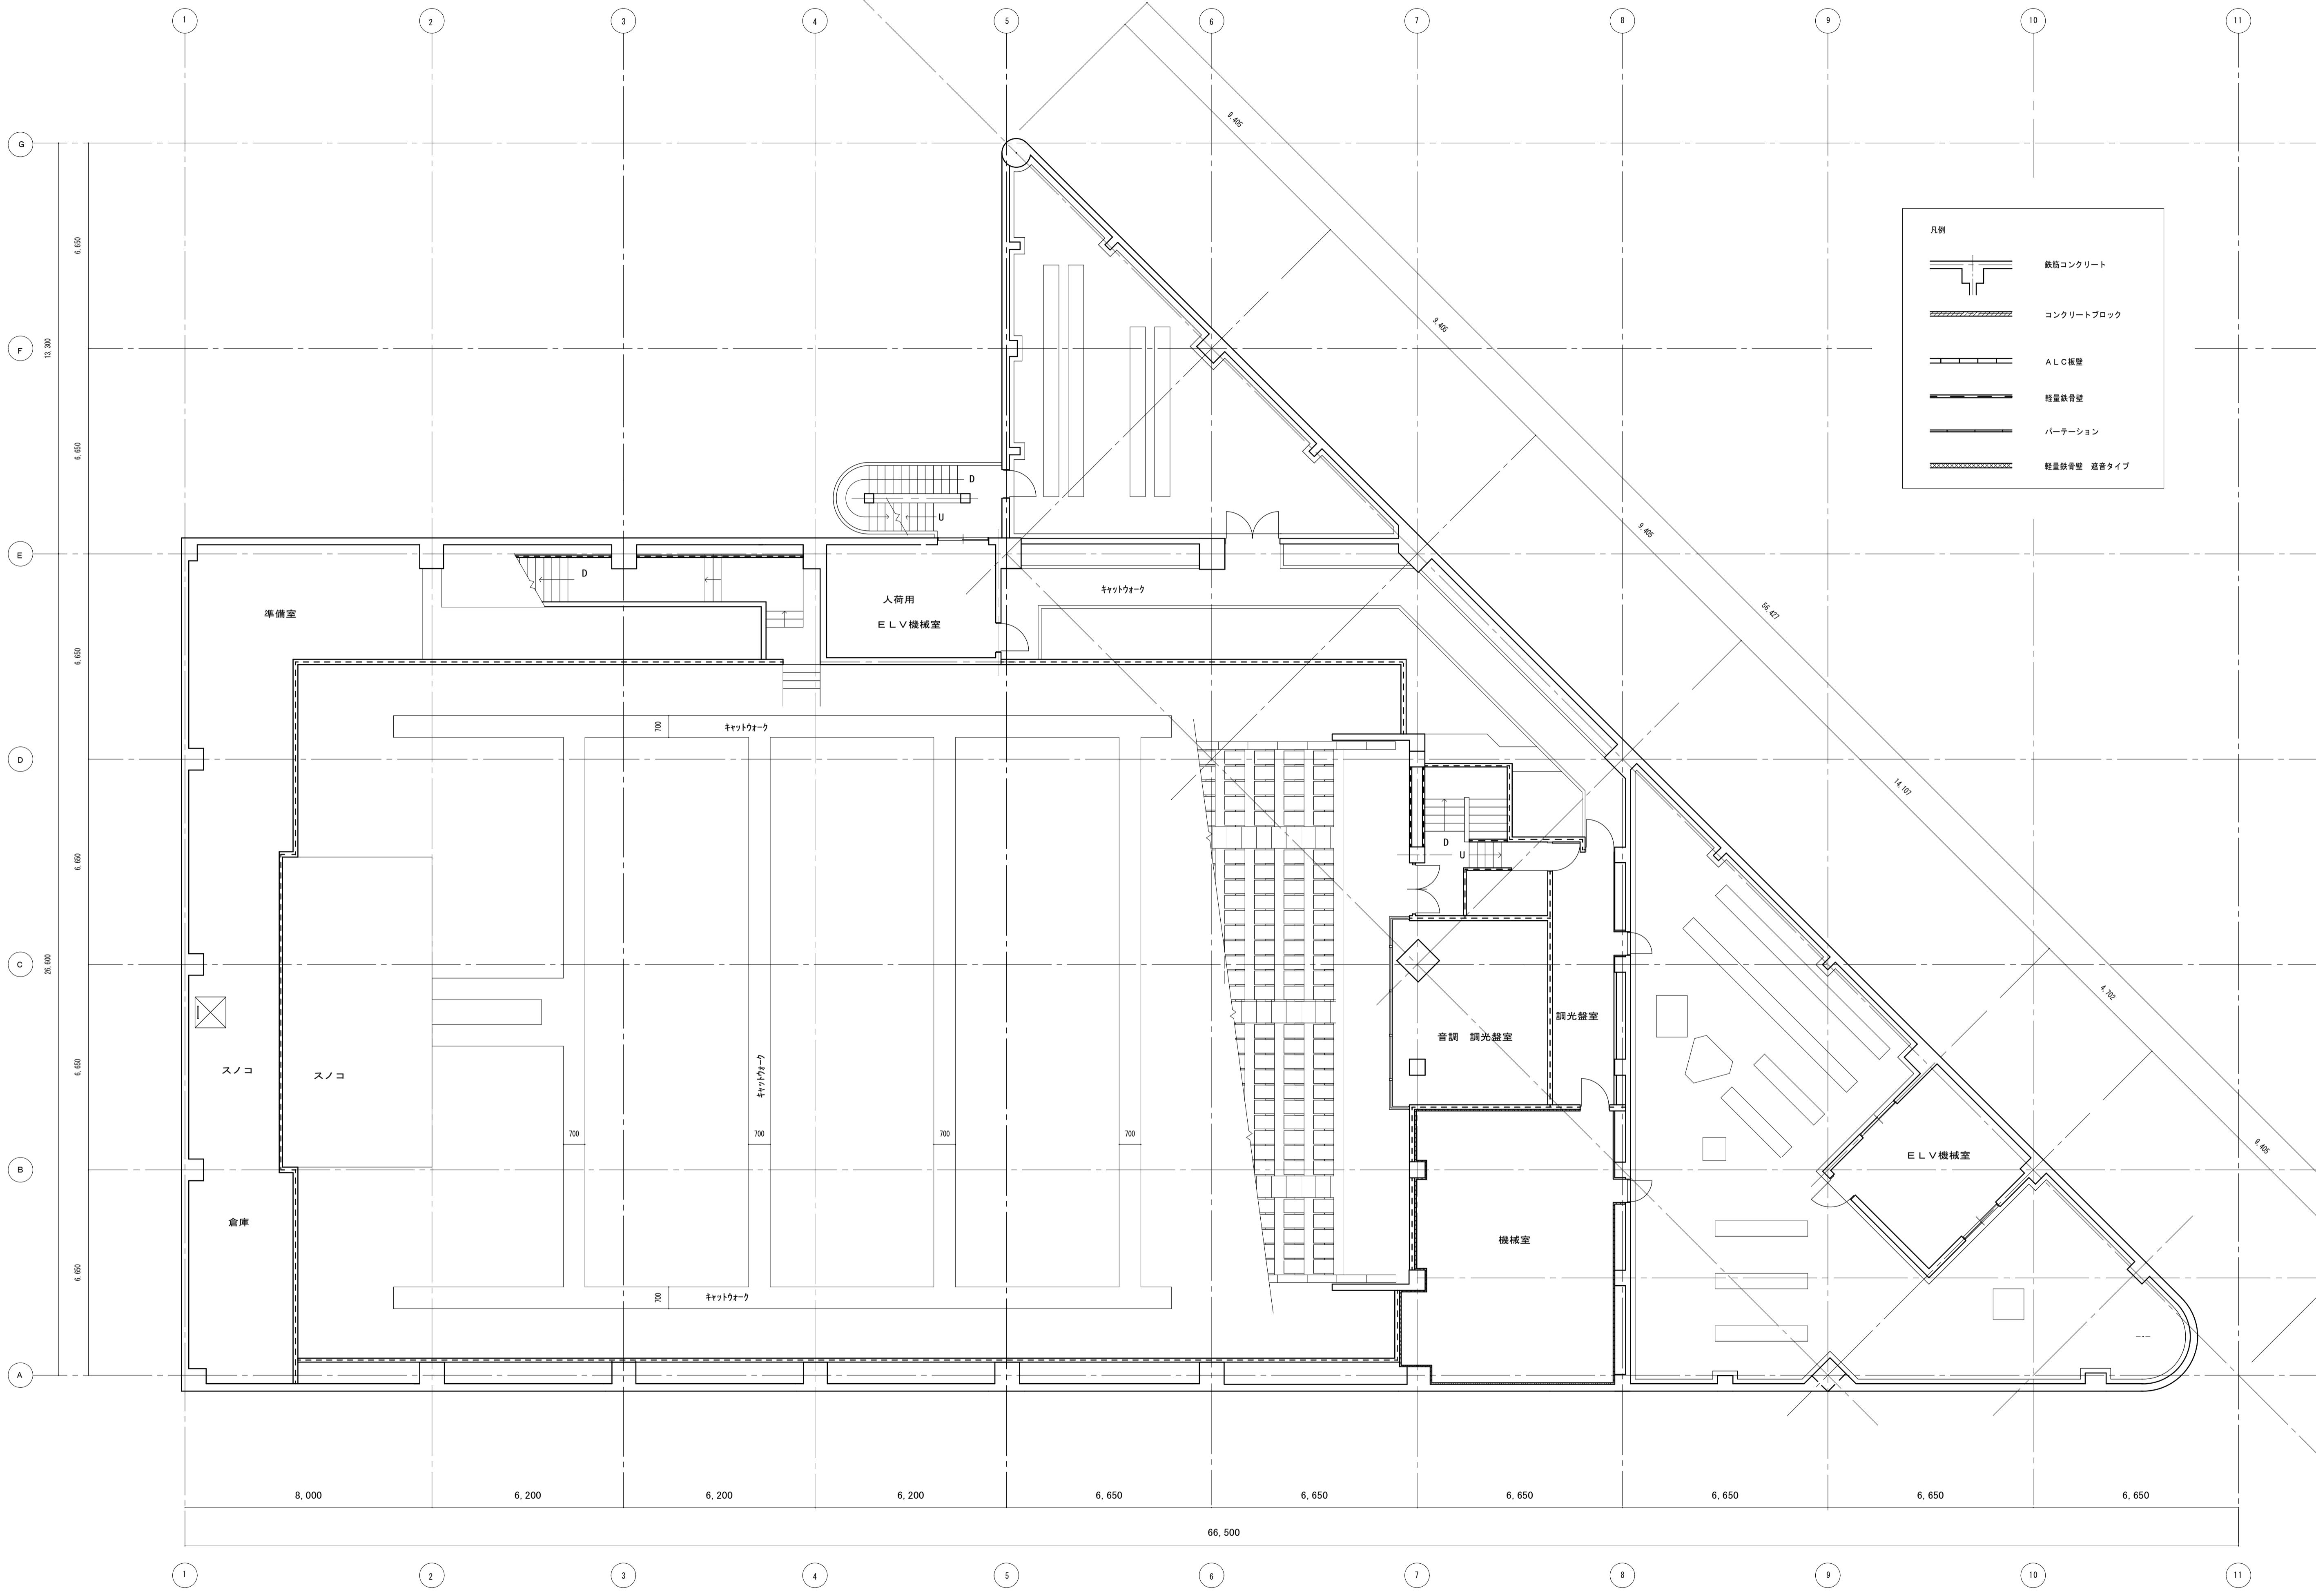 1
2
3
4
5
6
7
8
9
10
11
G
F
E
D
C
B
A
13,300
26,600
6,650
6,650
6,650
6,650
6,650
6,650
9,405
9,405
9,405
56,427
14,107
4,702
9,405
凡例
鉄筋コンクリート
コンクリートブロック
ALC板壁
軽量鉄骨壁
パーテーション
軽量鉄骨壁 遮音タイプ
D
U
D
準備室
人荷用
ELV機械室
キャットウォーク
700
キャットウォーク
D
U
調光盤室
音調 調光盤室
スノコ
スノコ
キャットウォーク
700
700
700
700
ELV機械室
倉庫
機械室
700
キャットウォーク
8,000
6,200
6,200
6,200
6,650
6,650
6,650
6,650
6,650
6,650
66,500
1
2
3
4
5
6
7
8
9
10
11